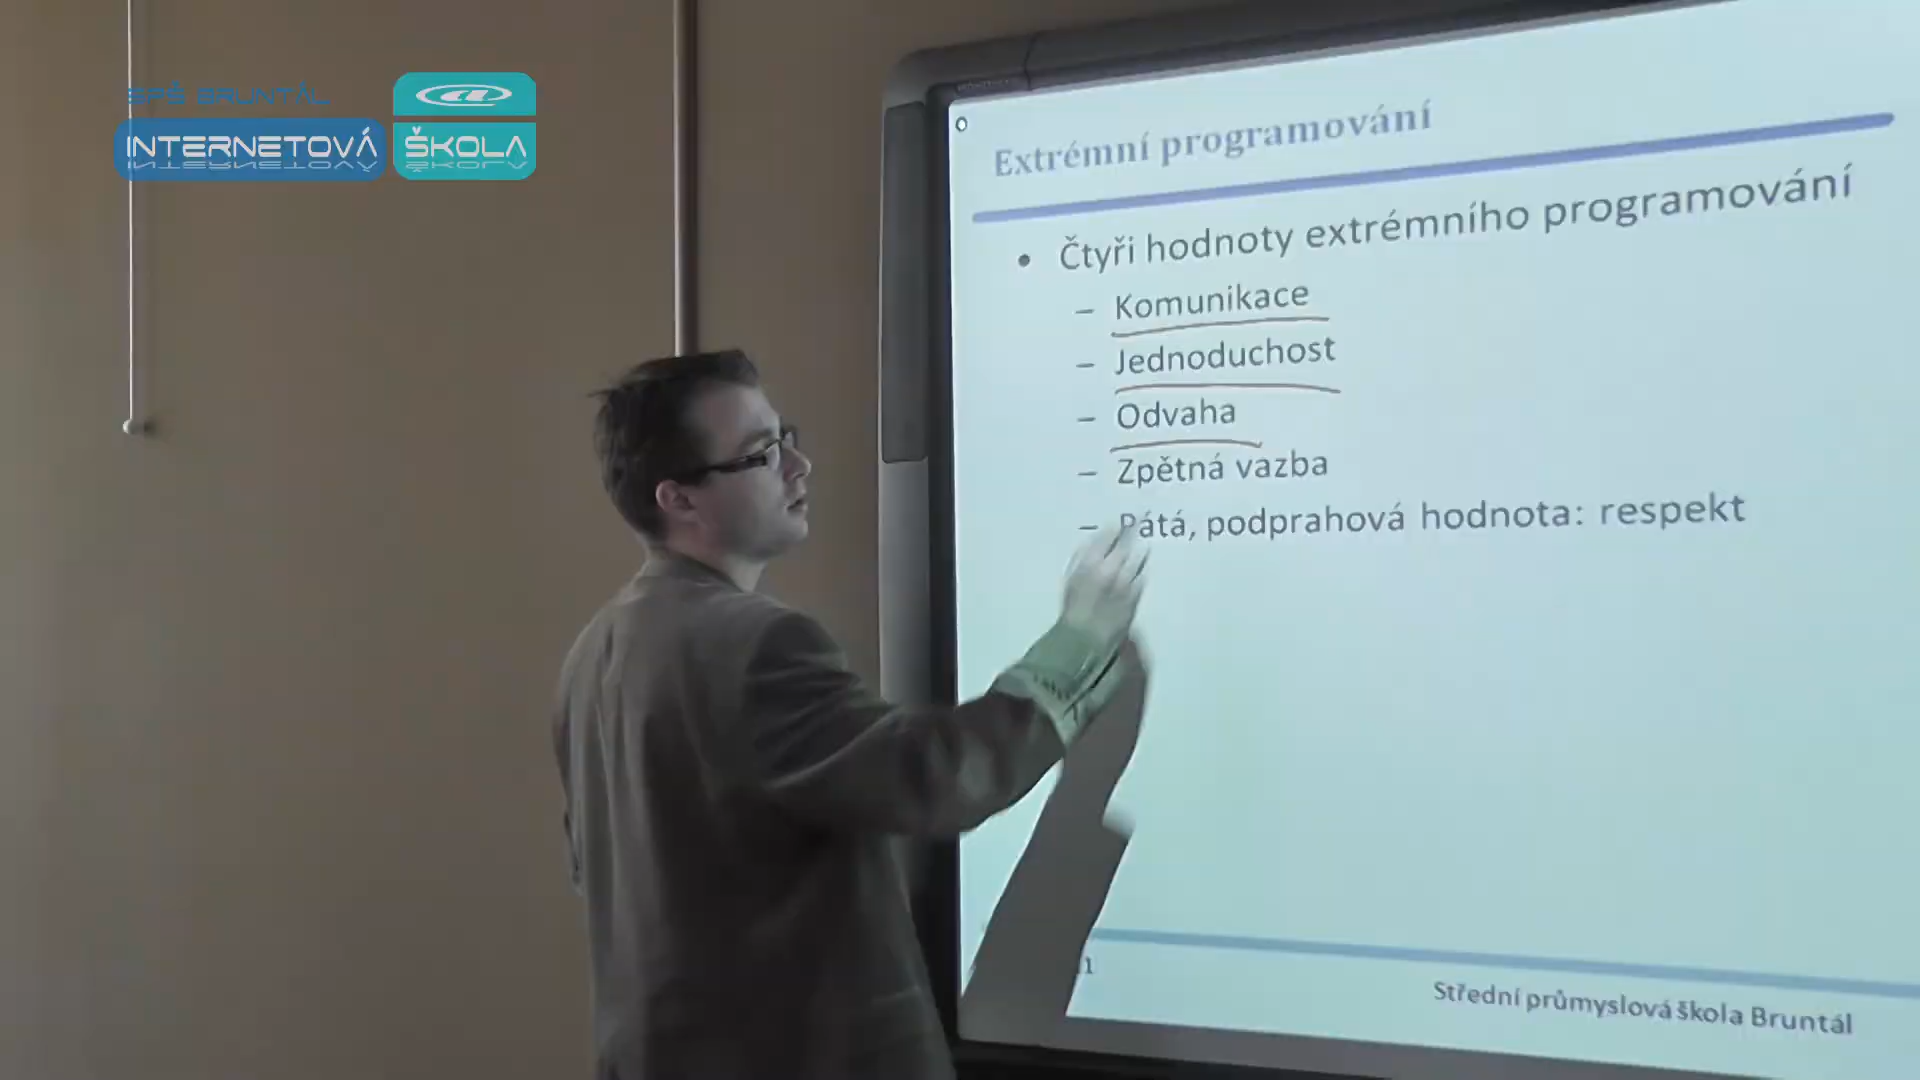 SPŠ BRUNTÁL
INTERNETOVÁ ŠKOLA
Extrémní programování
• Čtyři hodnoty extrémního programování
– Komunikace
– Jednoduchost
– Odvaha
– Zpětná vazba
– Pátá, podprahová hodnota: respekt
1
Střední průmyslová škola Bruntál